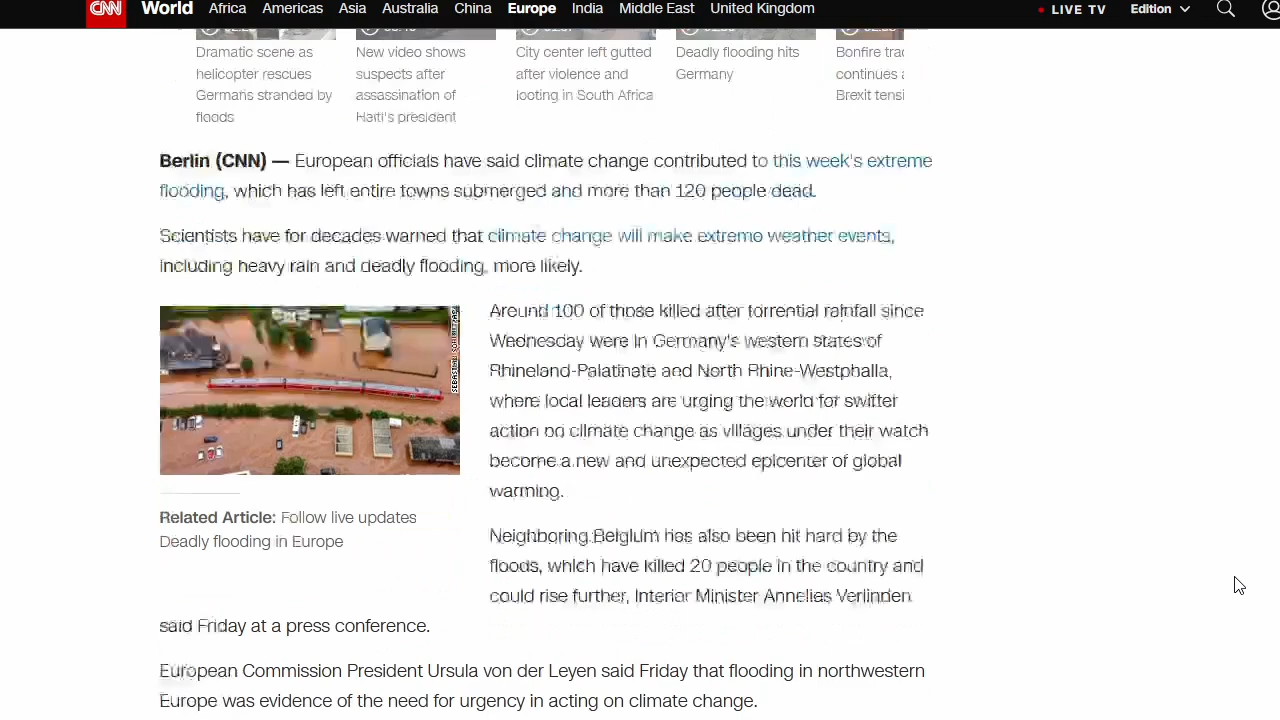 CNN World Africa Americas Asia Australia China Europe India Middle East United Kingdom LIVE TV Edition
Dramatic scene as
helicopter rescues
Germans stranded by
floods
New video shows
suspects after
assassination of
Haiti's president
City center left gutted
after violence and
looting in South Africa
Deadly flooding hits
Germany
Bonfire trad
continues a
Brexit tensi
Berlin (CNN) — European officials have said climate change contributed to this week's extreme
flooding, which has left entire towns submerged and more than 120 people dead.
Scientists have for decades warned that climate change will make extreme weather events,
including heavy rain and deadly flooding, more likely.
SEBASTIAN SCHMITT/AP
Around 100 of those killed after torrential rainfall since
Wednesday were in Germany's western states of
Rhineland-Palatinate and North Rhine-Westphalia,
where local leaders are urging the world for swifter
action on climate change as villages under their watch
become a new and unexpected epicenter of global
warming.
Related Article: Follow live updates
Deadly flooding in Europe
Neighboring Belgium has also been hit hard by the
floods, which have killed 20 people in the country and
could rise further, Interior Minister Annelies Verlinden
said Friday at a press conference.
European Commission President Ursula von der Leyen said Friday that flooding in northwestern
Europe was evidence of the need for urgency in acting on climate change.